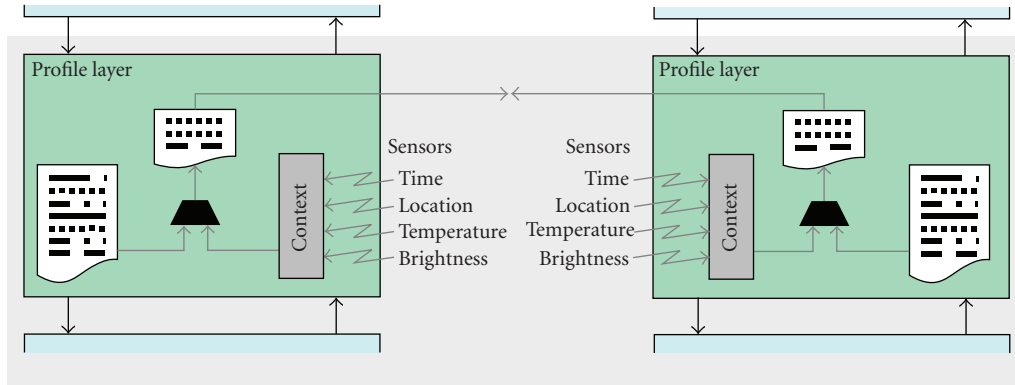 Profile layer
Profile layer
Sensors
Sensors
Time
Location
Temperature
Brightness
Context
Time
Location
Temperature
Brightness
Context